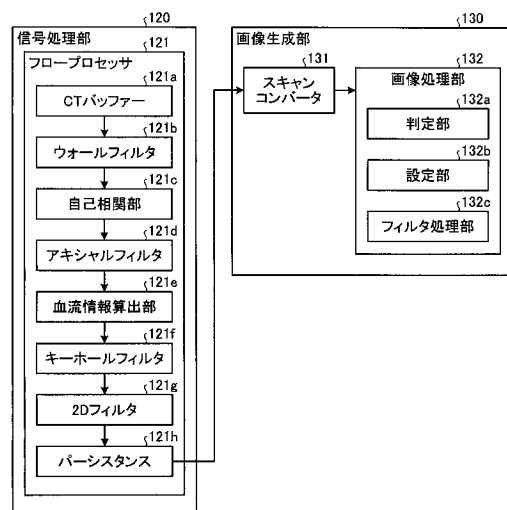 120
信号処理部
121
フロープロセッサ
121a
CTバッファー
121b
ウォールフィルタ
121c
自己相関部
121d
アキシャルフィルタ
121e
血流情報算出部
121f
キーホールフィルタ
121g
2Dフィルタ
121h
パーシスタンス
130
画像生成部
131
スキャン
コンバータ
132
画像処理部
132a
判定部
132b
設定部
132c
フィルタ処理部